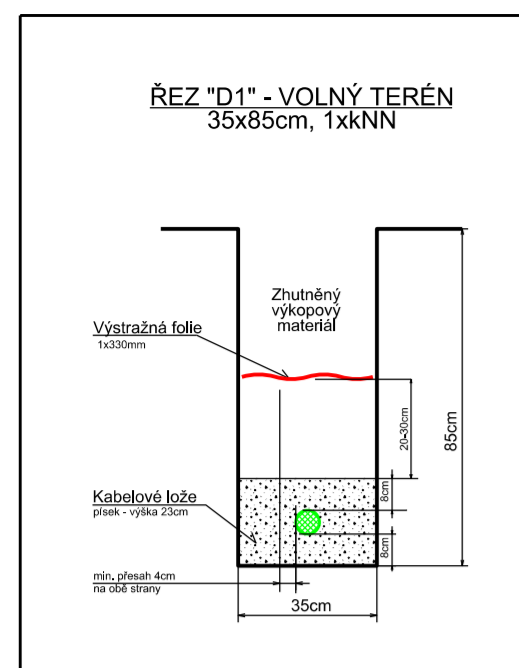 ŘEZ "D1" - VOLNÝ TERÉN
35x85cm, 1xkNN
Zhutněný
výkopový
materiál
Výstražná folie
1x330mm
20-30cm
85cm
Kabelové lože
písek - výška 23cm
8cm
8cm
min. přesah 4cm
na obě strany
35cm